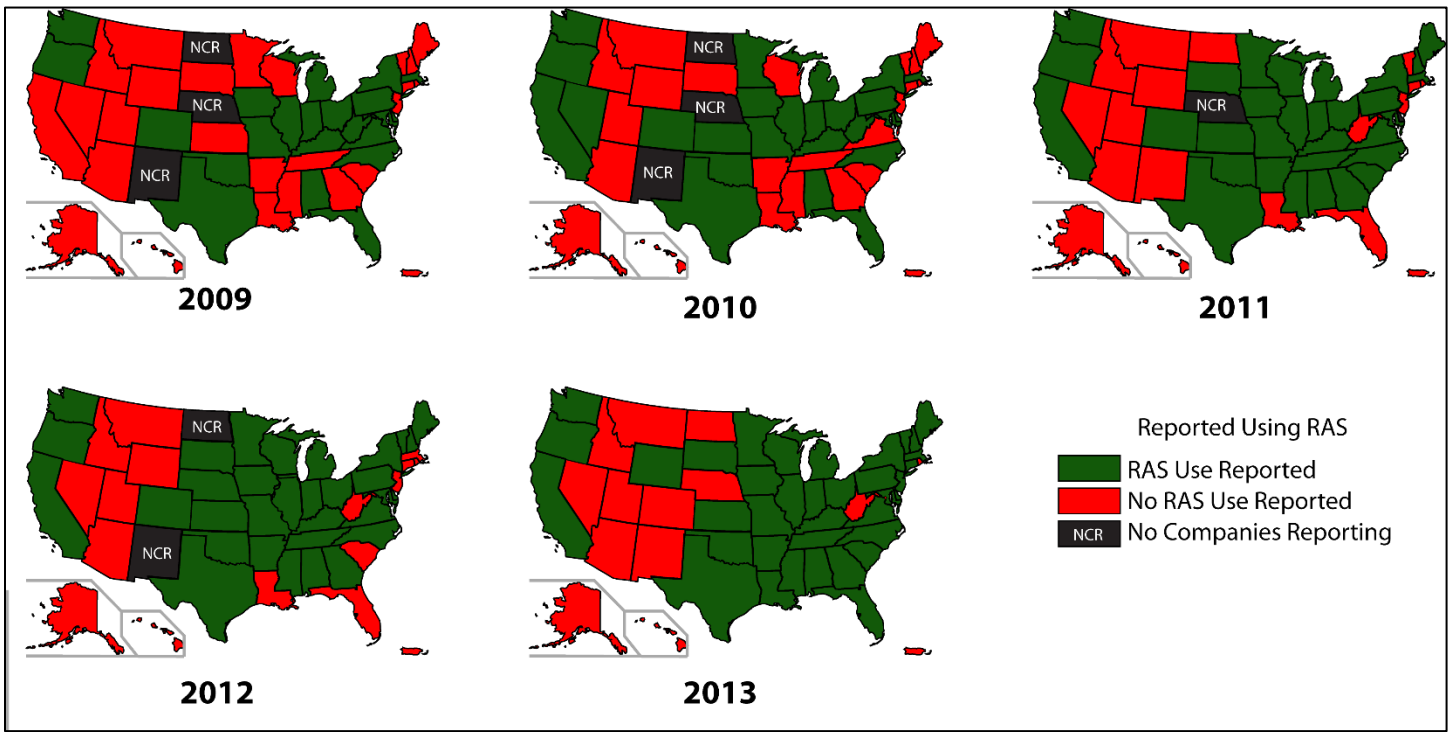 NCR
NCR
NCR
2009
NCR
NCR
NCR
2010
NCR
2011
NCR
NCR
2012
2013
Reported Using RAS
RAS Use Reported
No RAS Use Reported
NCR No Companies Reporting